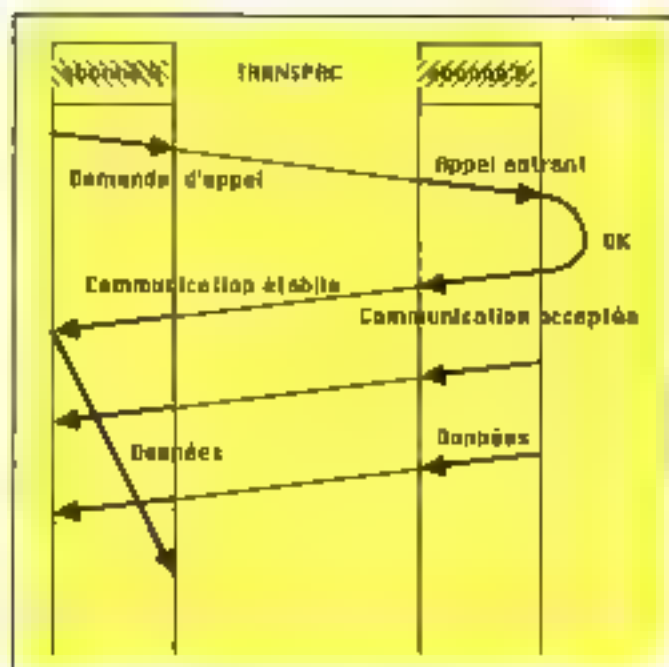 TRANSPAC
Demande d'appel
Appel entrant
OK
Communication établie
Communication acceptée
Données
Données